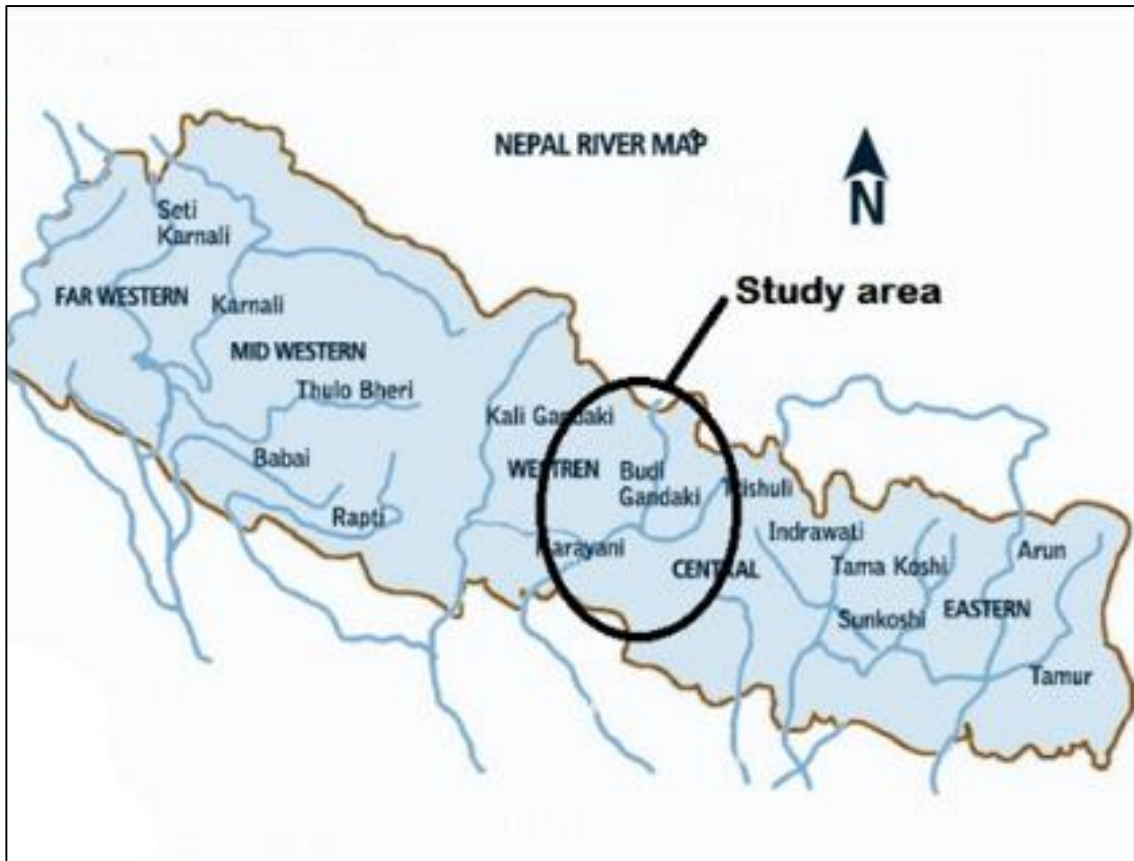 NEPAL RIVER MAP
N
Study area
Seti
Karnali
FAR WESTERN
Karnali
MID WESTERN
Thulo Bheri
Babai
Rapti
Kali Gandaki
WESTREN
Budi
Gandaki
Trishuli
Narayani
CENTRAL
Indrawati
Tama Koshi
Sunkoshi
EASTERN
Arun
Tamur